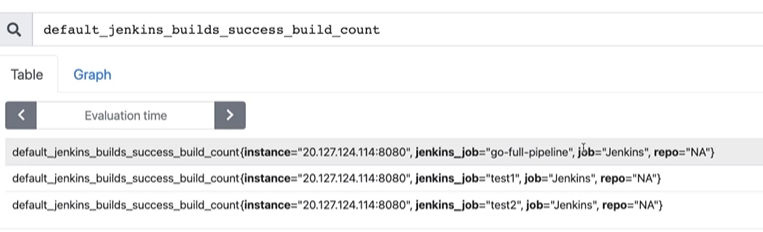 default_jenkins_builds_success_build_count
Table Graph
Evaluation time
default_jenkins_builds_success_build_count{instance="20.127.124.114:8080", jenkins_job="go-full-pipeline", job="Jenkins", repo="NA"}
default_jenkins_builds_success_build_count{instance="20.127.124.114:8080", jenkins_job="test1", job="Jenkins", repo="NA"}
default_jenkins_builds_success_build_count{instance="20.127.124.114:8080", jenkins_job="test2", job="Jenkins", repo="NA"}